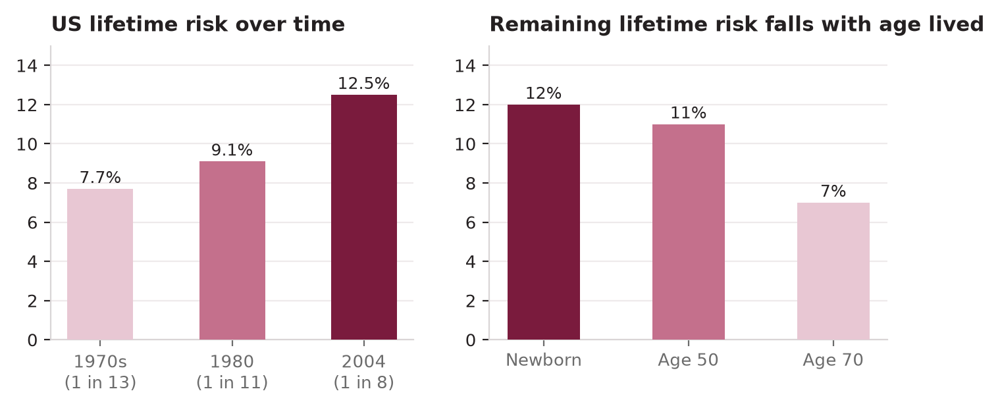 US lifetime risk over time
14
12
10
8
6
4
2
0
7.7%
9.1%
12.5%
1970s
(1 in 13)
1980
(1 in 11)
2004
(1 in 8)
Remaining lifetime risk falls with age lived
14
12
10
8
6
4
2
0
12%
11%
7%
Newborn
Age 50
Age 70